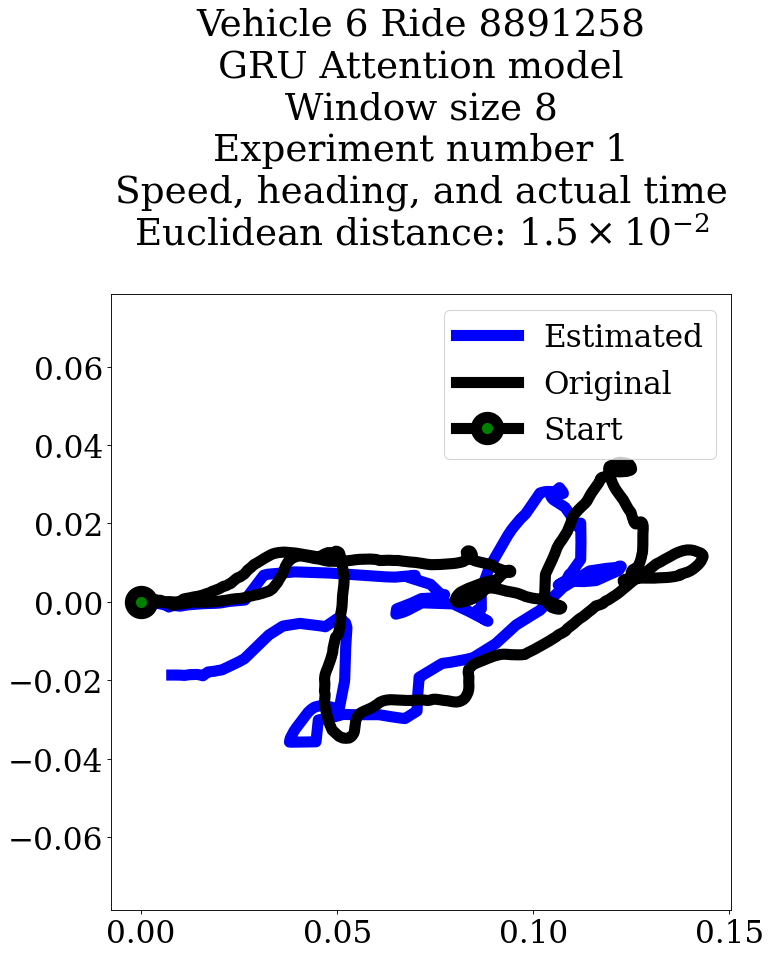 Vehicle 6 Ride 8891258
GRU Attention model
Window size 8
Experiment number 1
Speed, heading, and actual time
Euclidean distance: 1.5 × 10⁻²
Estimated
Original
Start
0.06
0.04
0.02
0.00
−0.02
−0.04
−0.06
0.00 0.05 0.10 0.15